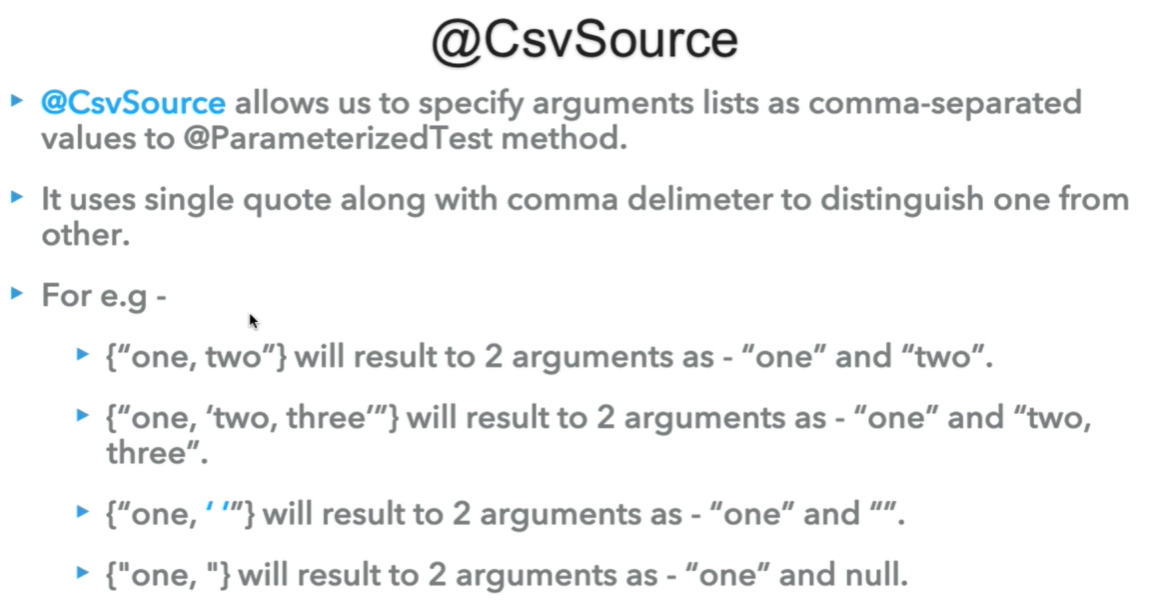 @CsvSource
@CsvSource allows us to specify arguments lists as comma-separated
values to @ParameterizedTest method.
It uses single quote along with comma delimeter to distinguish one from
other.
For e.g -
{“one, two”} will result to 2 arguments as - “one” and “two”.
{“one, ‘two, three’”} will result to 2 arguments as - “one” and “two,
three”.
{“one, ‘ ’”} will result to 2 arguments as - “one” and “”.
{"one, "} will result to 2 arguments as - “one” and null.